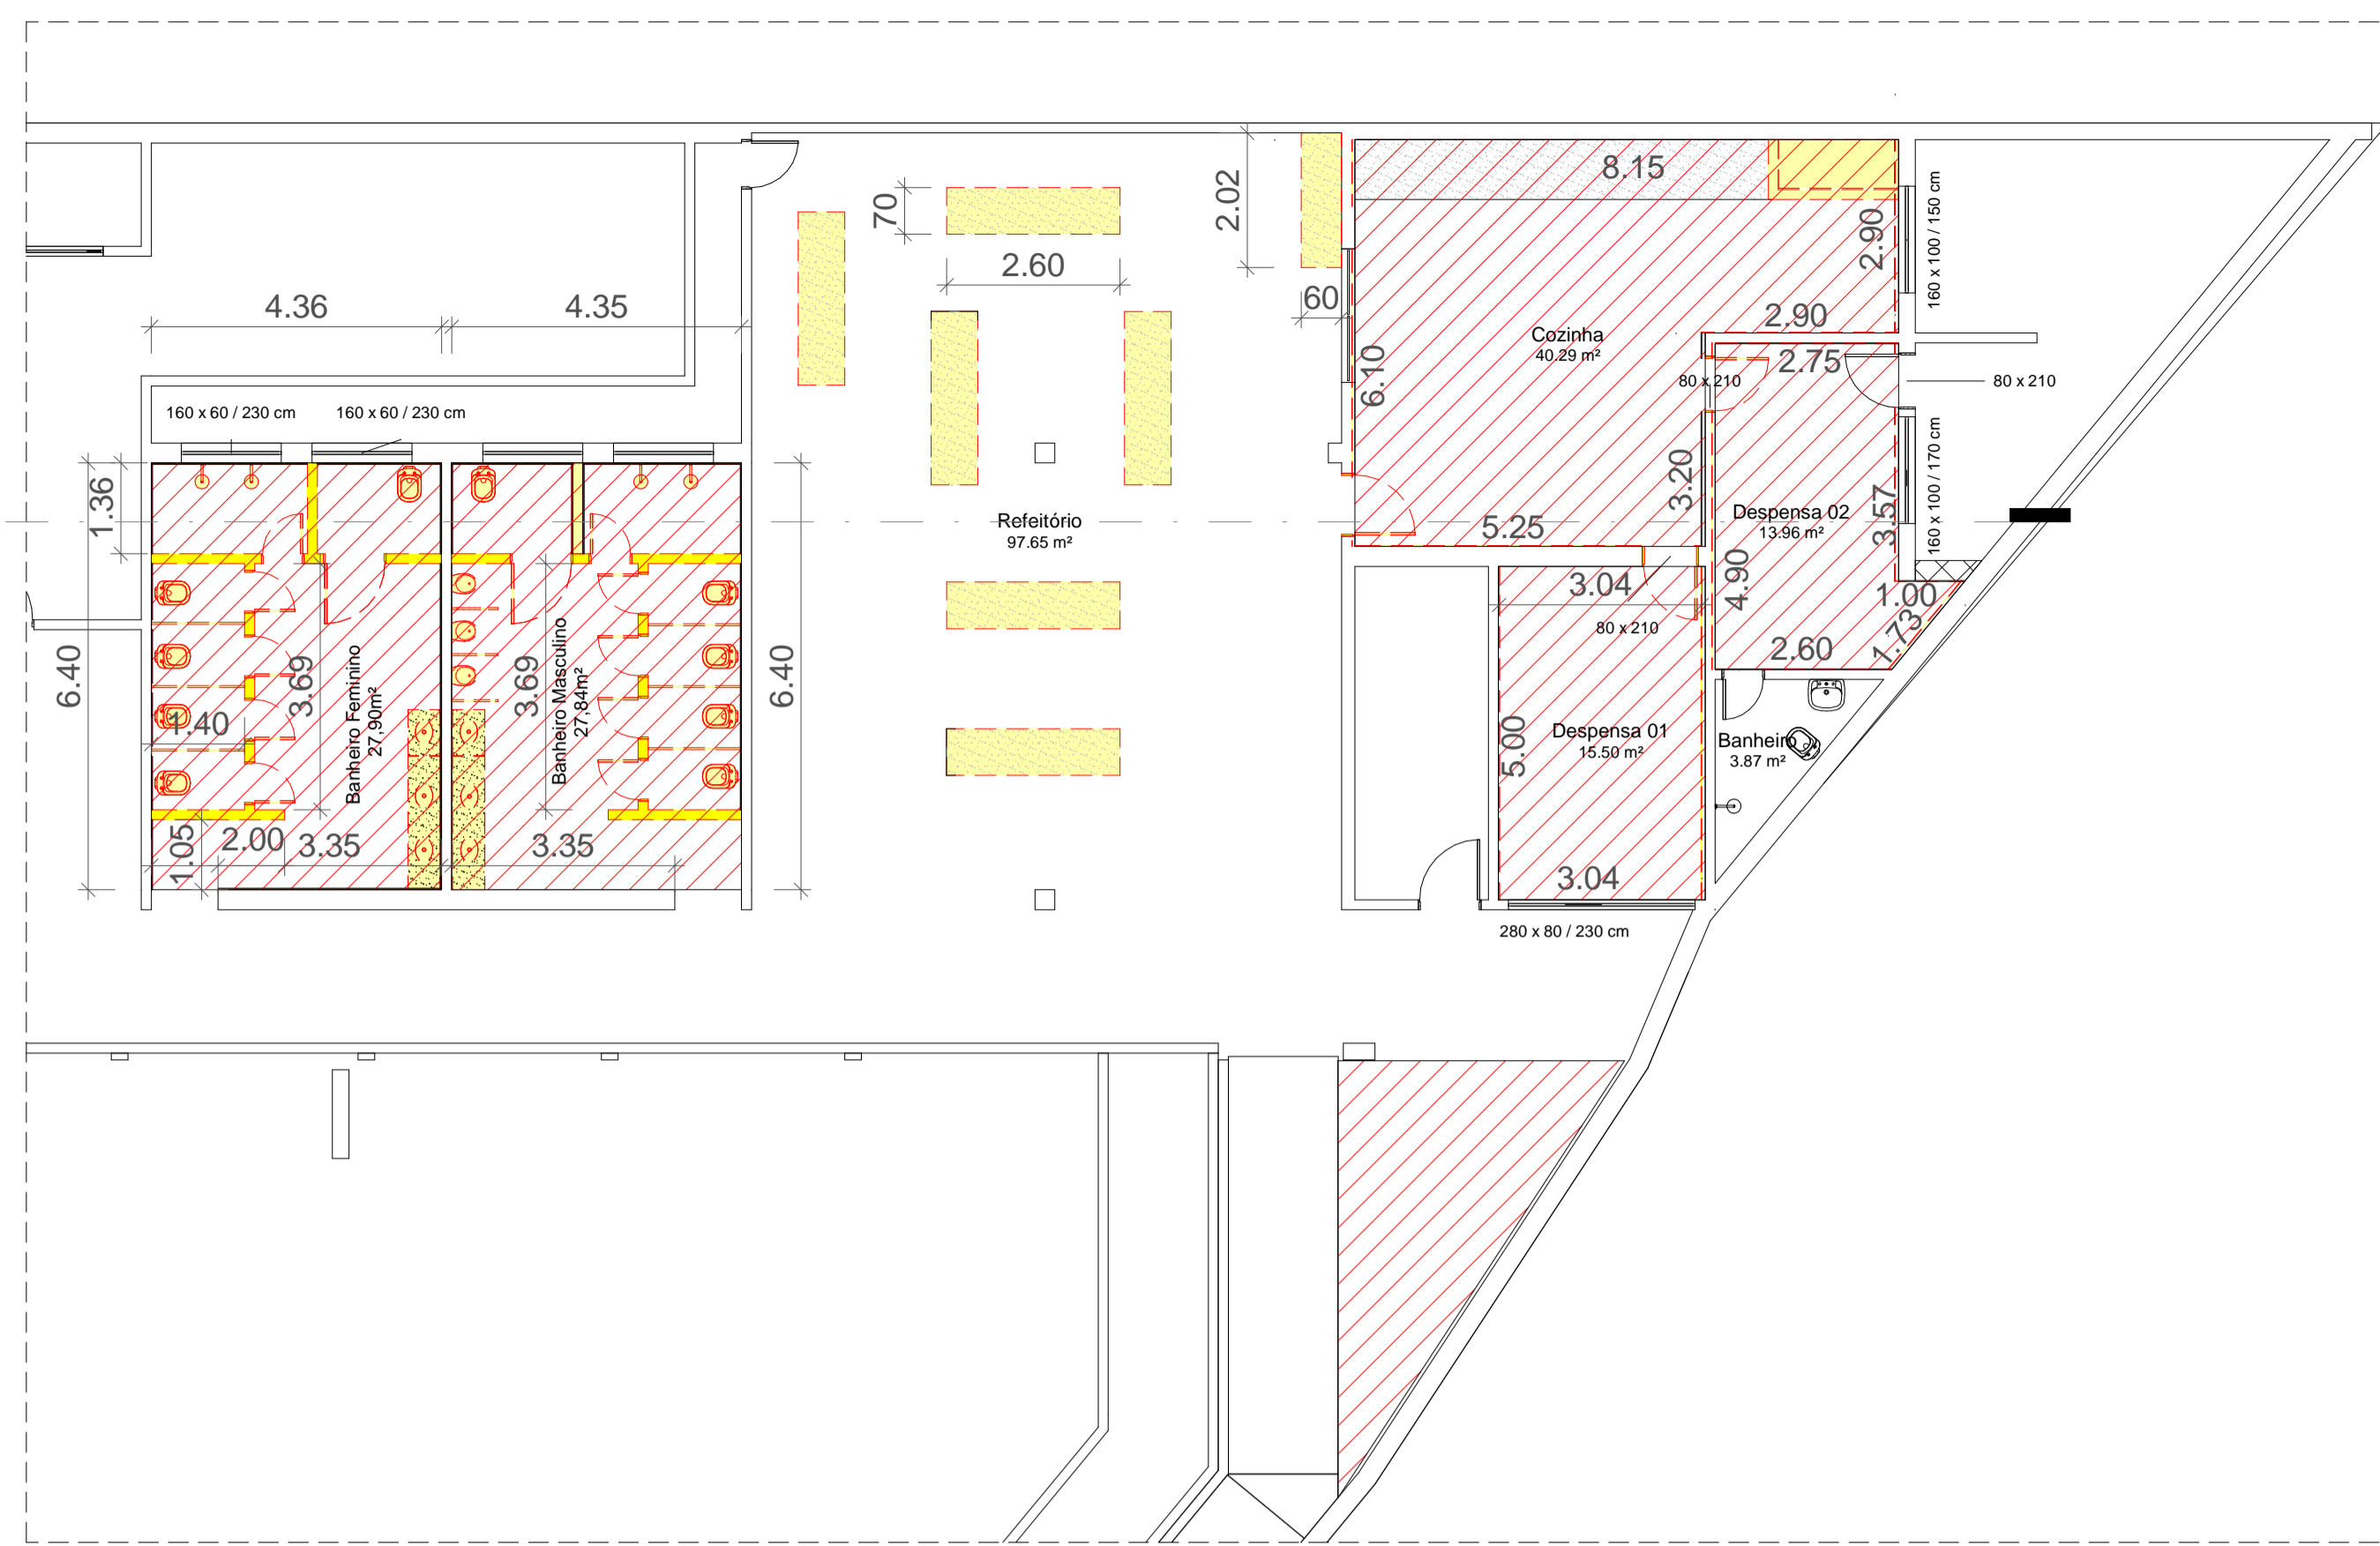 8.15
2.02
70
2.60
2.90
160 x 100 / 150 cm
60
4.36
4.35
2.90
Cozinha
40.29 m²
6.10
2.75
80 x 210
80 x 210
160 x 60 / 230 cm
160 x 60 / 230 cm
1.36
3.20
160 x 100 / 170 cm
3.57
Despensa 02
13.96 m²
Refeitório
97.65 m²
5.25
4.90
3.04
1.00
80 x 210
1.73
2.60
6.40
3.69
Banheiro Feminino
27,90m²
3.69
Banheiro Masculino
27,84m²
6.40
1.40
5.00
Despensa 01
15.50 m²
Banheiro
3.87 m²
1.05
2.00
3.35
3.35
3.04
280 x 80 / 230 cm